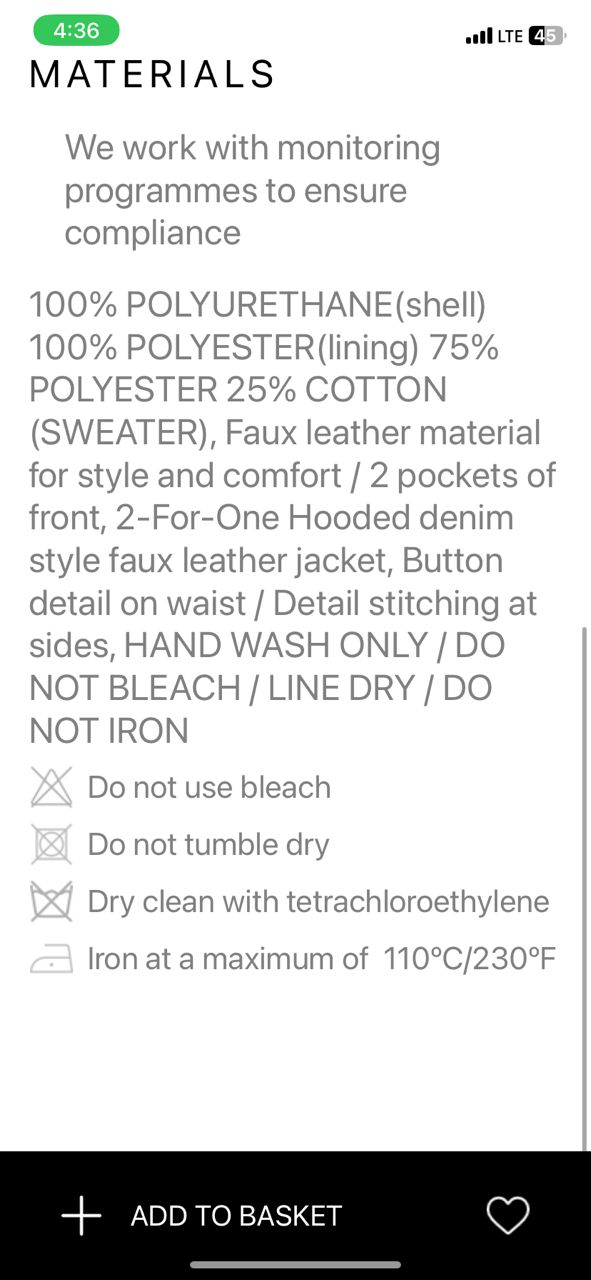 4:36
LTE 45
MATERIALS
We work with monitoring
programmes to ensure
compliance
100% POLYURETHANE(shell)
100% POLYESTER(lining) 75%
POLYESTER 25% COTTON
(SWEATER), Faux leather material
for style and comfort / 2 pockets of
front, 2-For-One Hooded denim
style faux leather jacket, Button
detail on waist / Detail stitching at
sides, HAND WASH ONLY / DO
NOT BLEACH / LINE DRY / DO
NOT IRON
Do not use bleach
Do not tumble dry
Dry clean with tetrachloroethylene
Iron at a maximum of 110ºC/230ºF
ADD TO BASKET